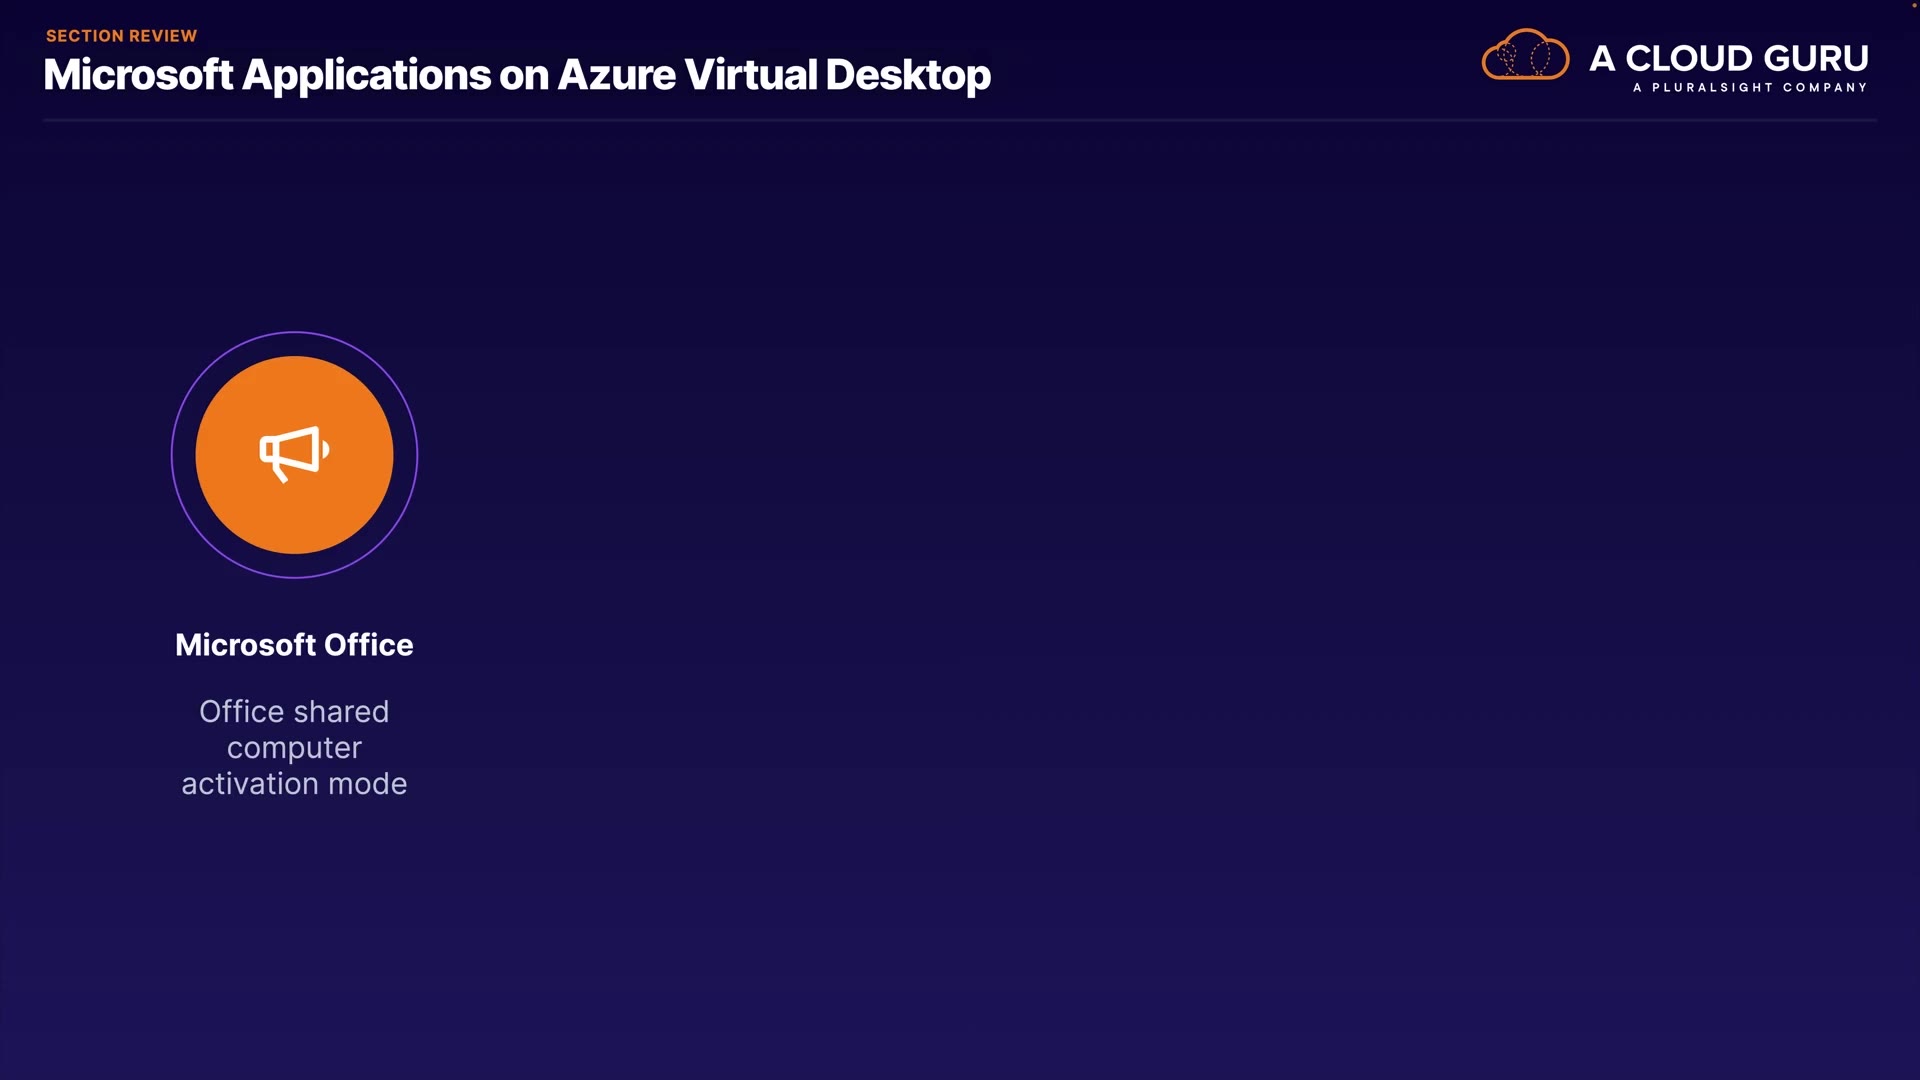 SECTION REVIEW
Microsoft Applications on Azure Virtual Desktop
A CLOUD GURU
A PLURALSIGHT COMPANY
Microsoft Office
Office shared
computer
activation mode